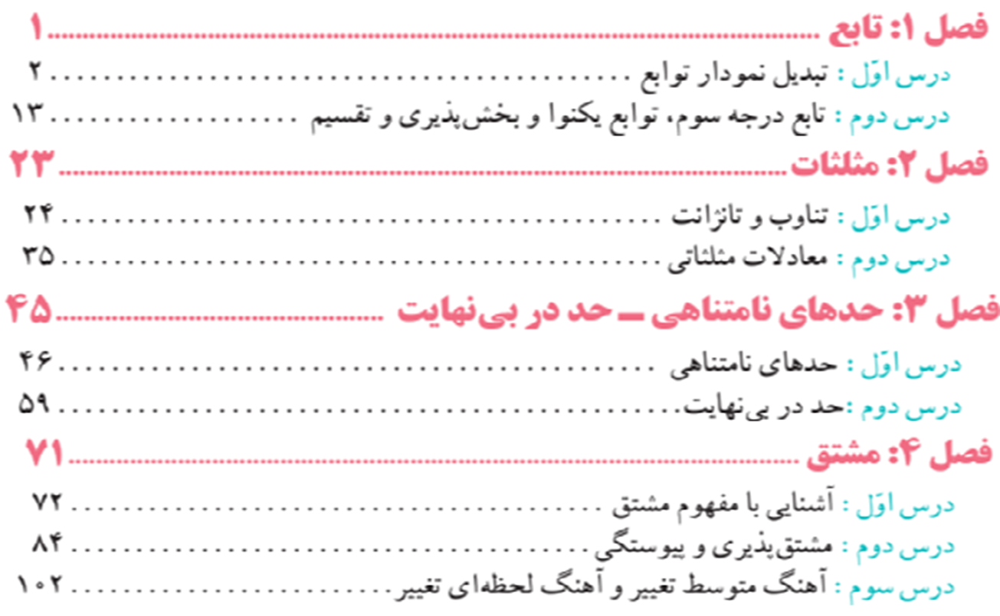 فصل ۱: تابع ........................................ ۱
درس اوّل : تبدیل نمودار توابع ........................................ ۲
درس دوم : تابع درجه سوم، توابع یکنوا و بخش‌پذیری و تقسیم .................... ۱۳
فصل ۲: مثلثات ........................................ ۲۳
درس اوّل : تناوب و تانژانت ........................................ ۲۴
درس دوم : معادلات مثلثاتی ........................................ ۳۵
فصل ۳: حدهای نامتناهی ـ حد در بی‌نهایت ........................................ ۴۵
درس اوّل : حدهای نامتناهی ........................................ ۴۶
درس دوم :حد در بی‌نهایت........................................ ۵۹
فصل ۴: مشتق ........................................ ۷۱
درس اوّل : آشنایی با مفهوم مشتق ........................................ ۷۲
درس دوم : مشتق‌پذیری و پیوستگی ........................................ ۸۴
درس سوم : آهنگ متوسط تغییر و آهنگ لحظه‌ای تغییر .............................. ۱۰۲